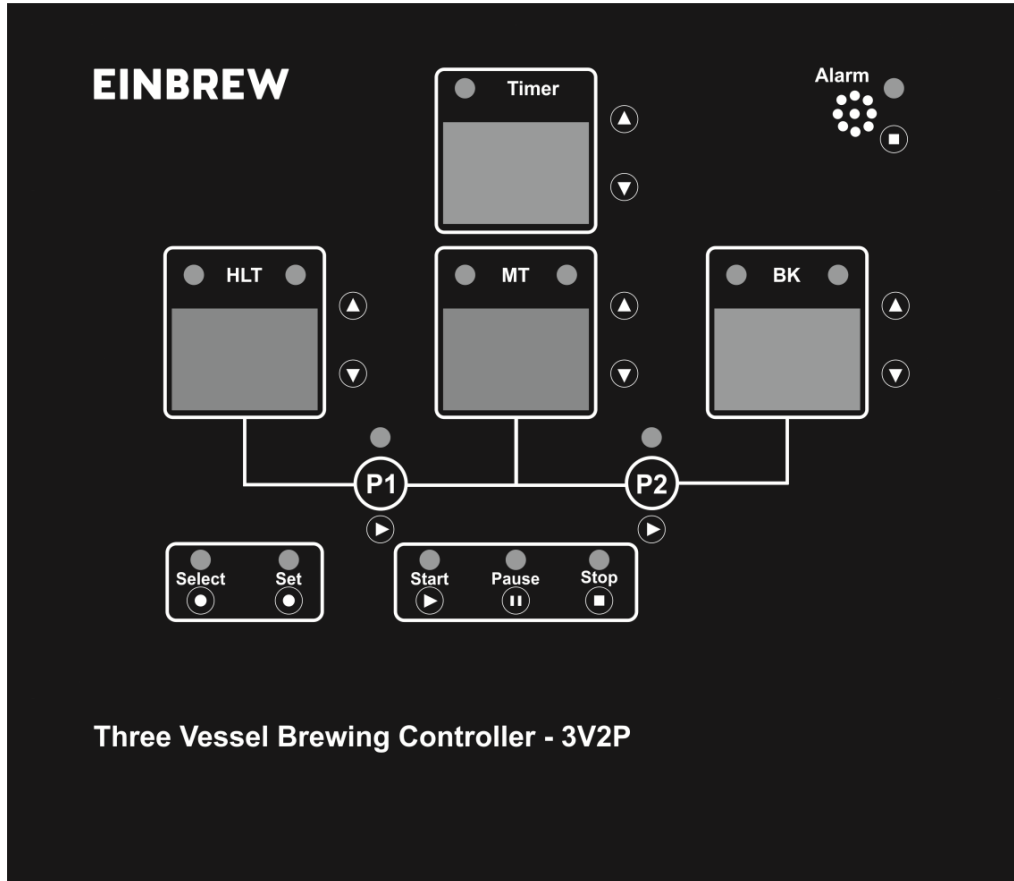 EINBREW
Timer
Alarm
HLT
MT
BK
P1
P2
Select
Set
Start
Pause
Stop
Three Vessel Brewing Controller - 3V2P